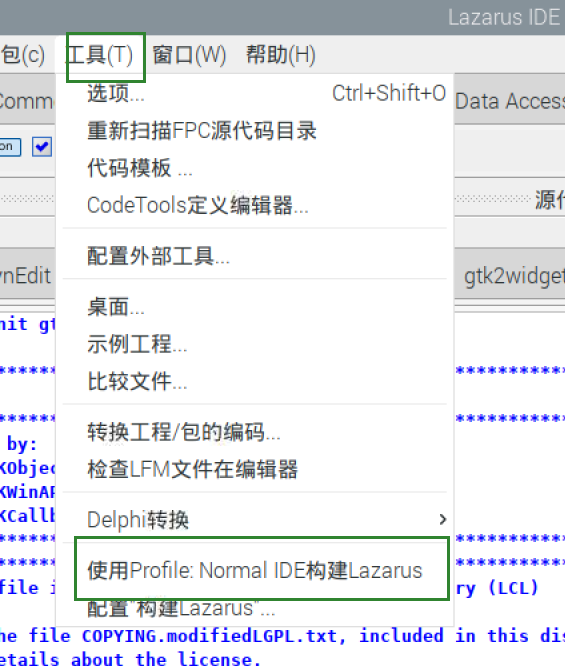 Lazarus IDE
包(c) 工具(T) 窗口(W) 帮助(H)
选项... Ctrl+Shift+O
Data Access
重新扫描FPC源代码目录
on
代码模板 ...
CodeTools定义编辑器...
源代
配置外部工具...
ynEdit gtk2widget
桌面...
nit gt
示例工程...
*****
比较文件...
转换工程/包的编码...
by:
检查LFM文件在编辑器
KObjec
KWinAP
KCallb
Delphi转换
使用Profile: Normal IDE构建Lazarus
file i ry (LCL)
配置"构建Lazarus"...
he file COPYING.modifiedLGPL.txt, included in this dis
etails about the license.